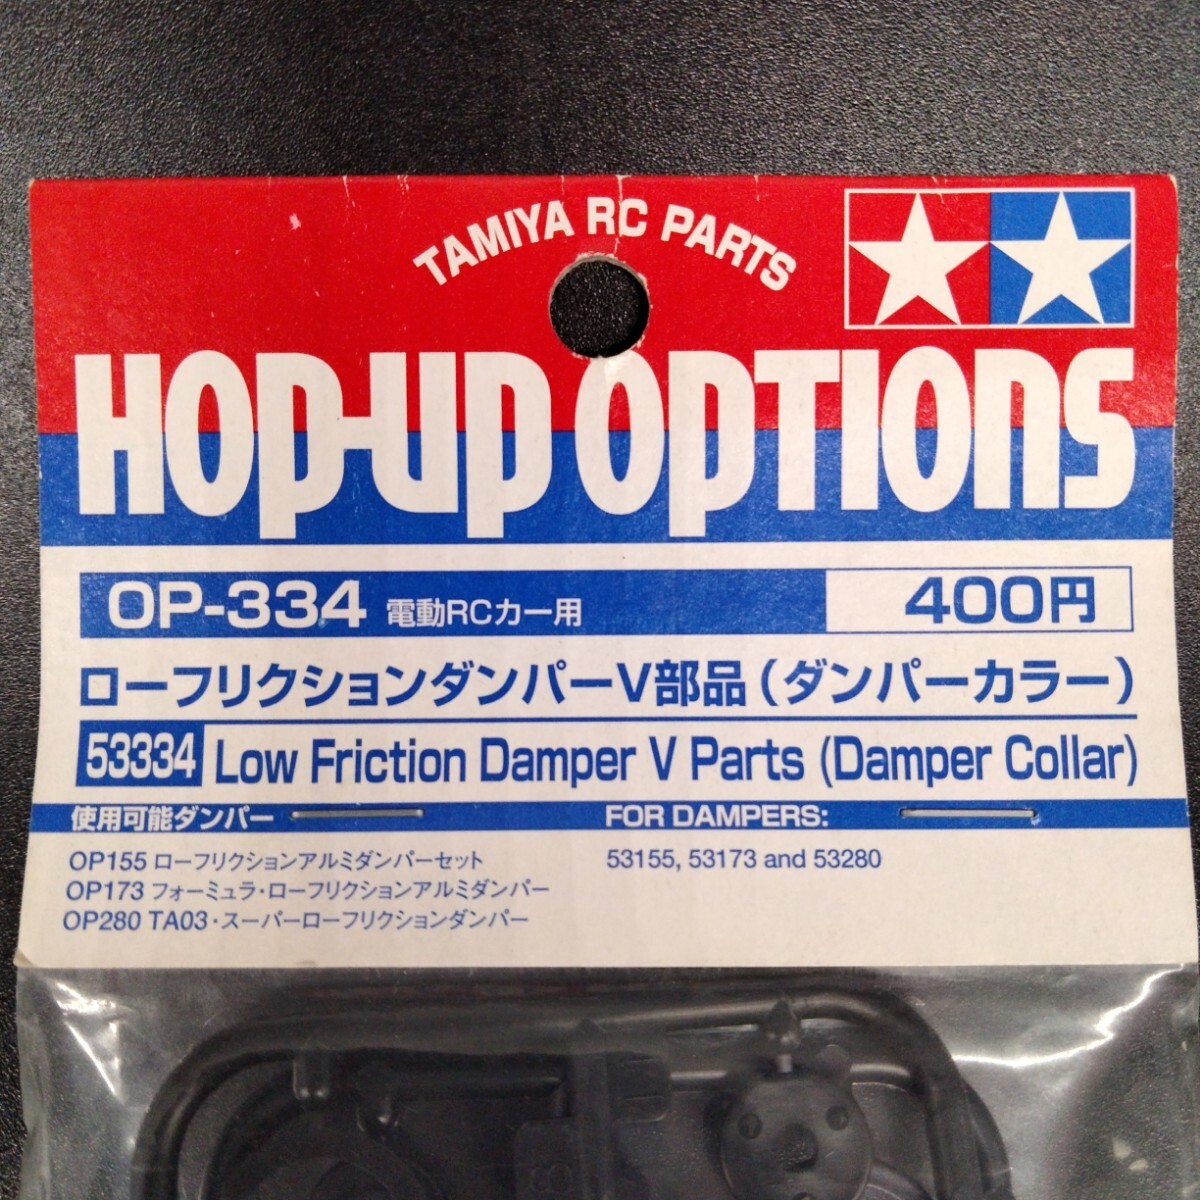 TAMIYA RC PARTS
HOP-UP OPTIONS
OP-334 電動RCカー用 400円
ローフリクションダンパーV部品(ダンパーカラー)
53334 Low Friction Damper V Parts (Damper Collar)
使用可能ダンパー
OP155 ローフリクションアルミダンパーセット
OP173 フォーミュラ・ローフリクションアルミダンパー
OP280 TA03・スーパーローフリクションダンパー
FOR DAMPERS:
53155, 53173 and 53280